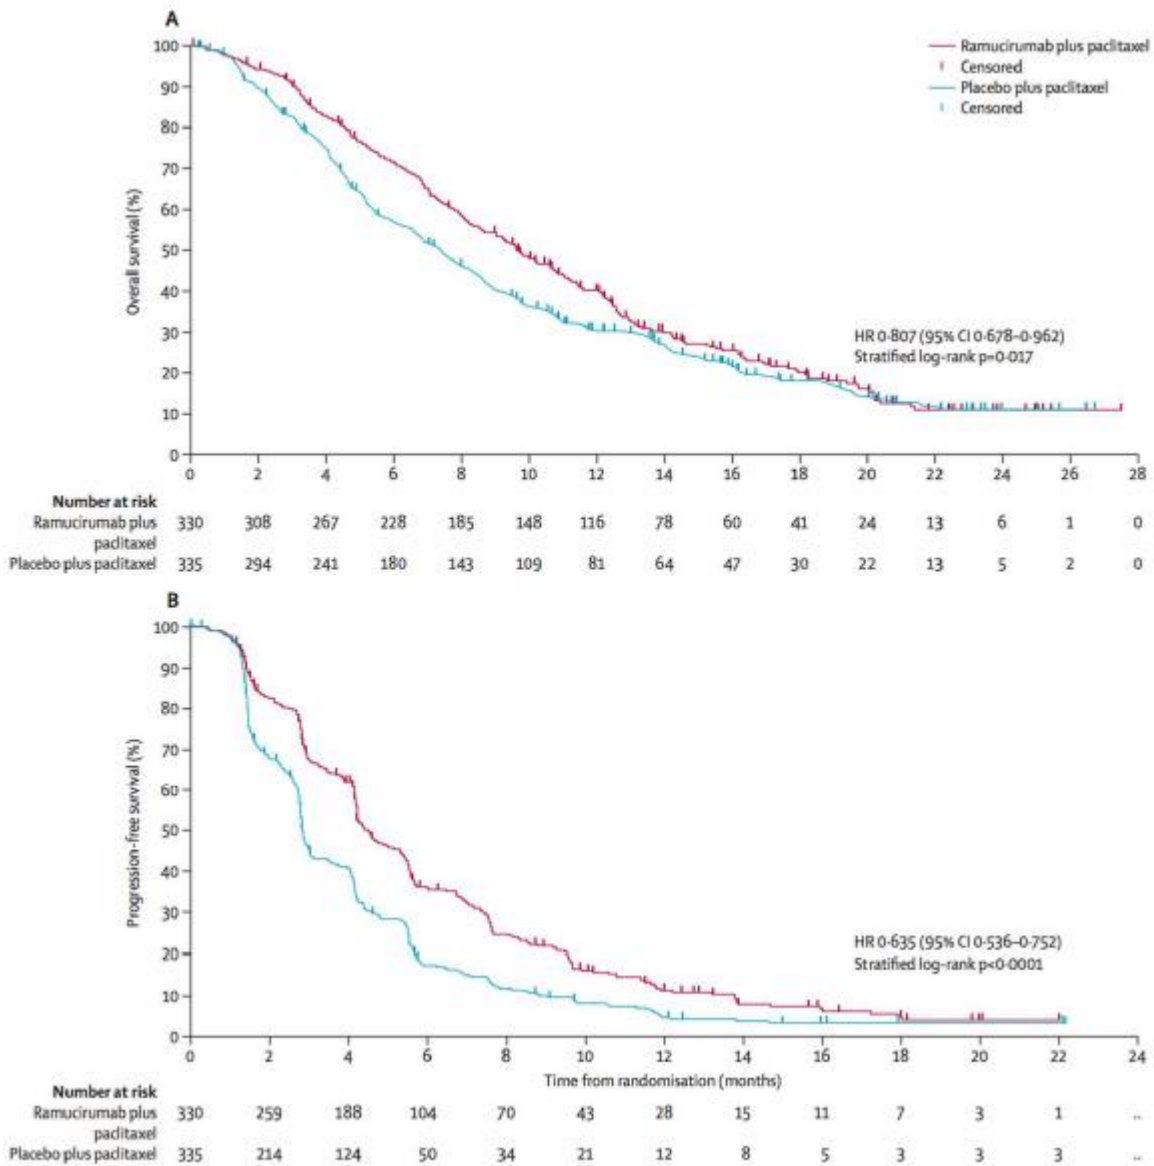 A
Ramucirumab plus paclitaxel
Censored
Placebo plus paclitaxel
Censored
Overall survival (%)
100
90
80
70
60
50
40
30
20
10
0
HR 0·807 (95% CI 0·678–0·962)
Stratified log-rank p=0·017
0 2 4 6 8 10 12 14 16 18 20 22 24 26 28
Number at risk
Ramucirumab plus paclitaxel 330 308 267 228 185 148 116 78 60 41 24 13 6 1 0
Placebo plus paclitaxel 335 294 241 180 143 109 81 64 47 30 22 13 5 2 0
B
Progression-free survival (%)
100
90
80
70
60
50
40
30
20
10
0
HR 0·635 (95% CI 0·536–0·752)
Stratified log-rank p<0·0001
0 2 4 6 8 10 12 14 16 18 20 22 24
Time from randomisation (months)
Number at risk
Ramucirumab plus paclitaxel 330 259 188 104 70 43 28 15 11 7 3 1 ..
Placebo plus paclitaxel 335 214 124 50 34 21 12 8 5 3 3 3 ..